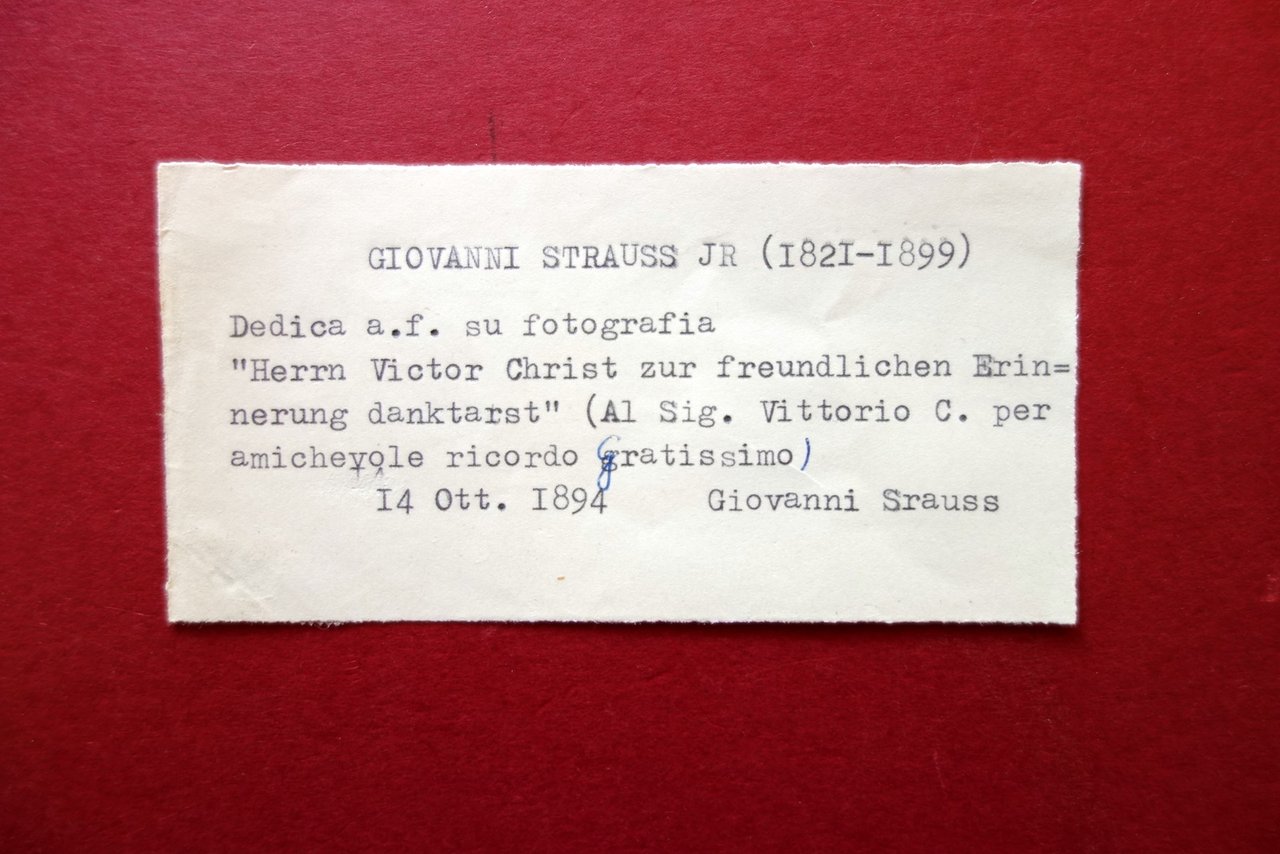 GIOVANNI STRAUSS JR (I82I-I899)
Dedica a.f. su fotografia
"Herrn Victor Christ zur freundlichen Erin=
nerung danktarst" (Al Sig. Vittorio C. per
amichevole ricordo gratissimo)
I4 Ott. I894 Giovanni Srauss